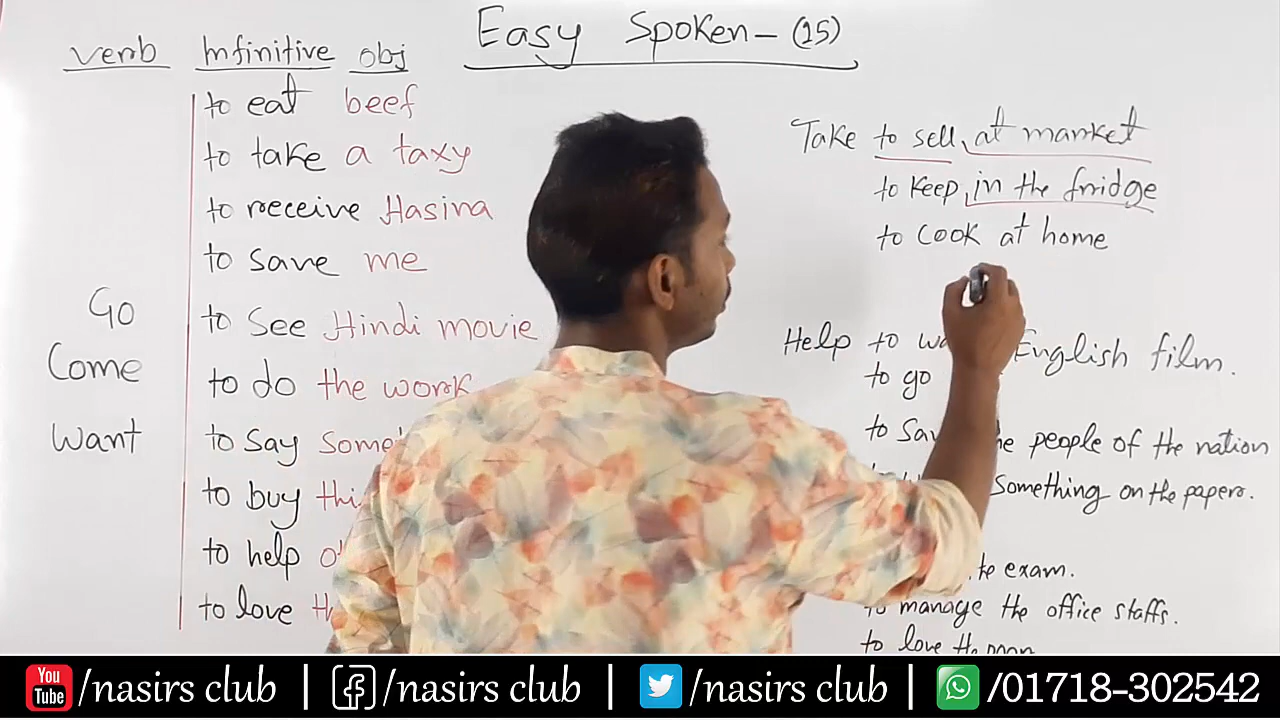 Easy Spoken - (15)
Verb Infinitive obj
to eat beef
to take a taxy
to receive Hasina
to save me
to see Hindi movie
to do the work
to say
to buy
to help
to love
Go
Come
Want
Take to sell, at market
to keep, in the fridge
to cook at home
Help to English film.
to go
to people of the nation
something on the papers.
the exam.
to manage the office staffs.
to love the poor
You Tube /nasirs club | /nasirs club | /nasirs club | /01718-302542